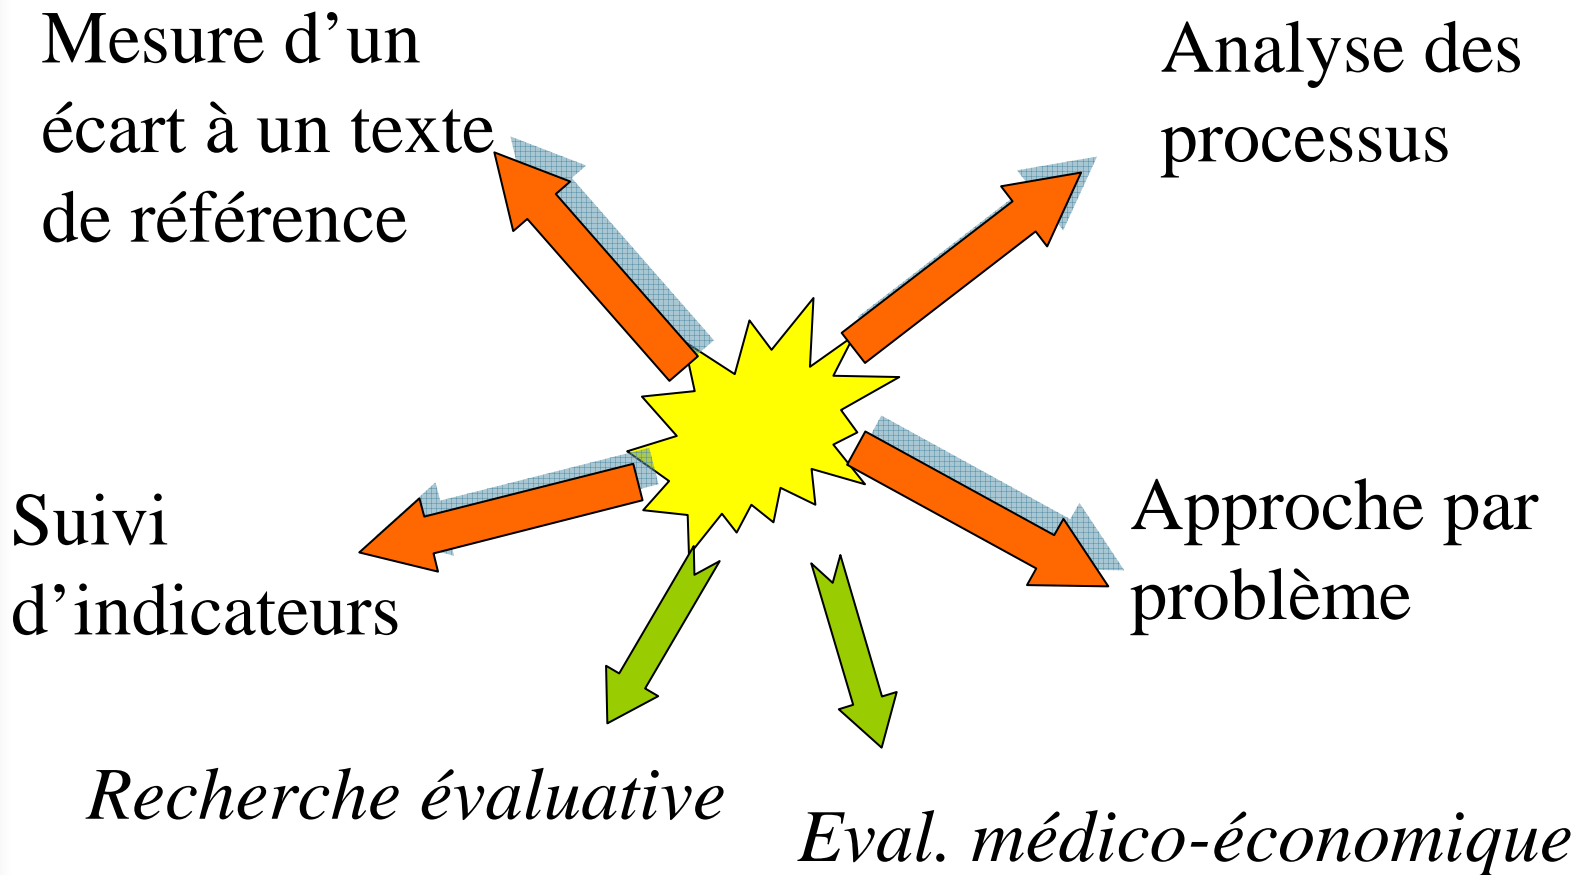 Mesure d’un
écart à un texte
de référence
Analyse des
processus
Suivi
d’indicateurs
Approche par
problème
Recherche évaluative
Eval. médico-économique